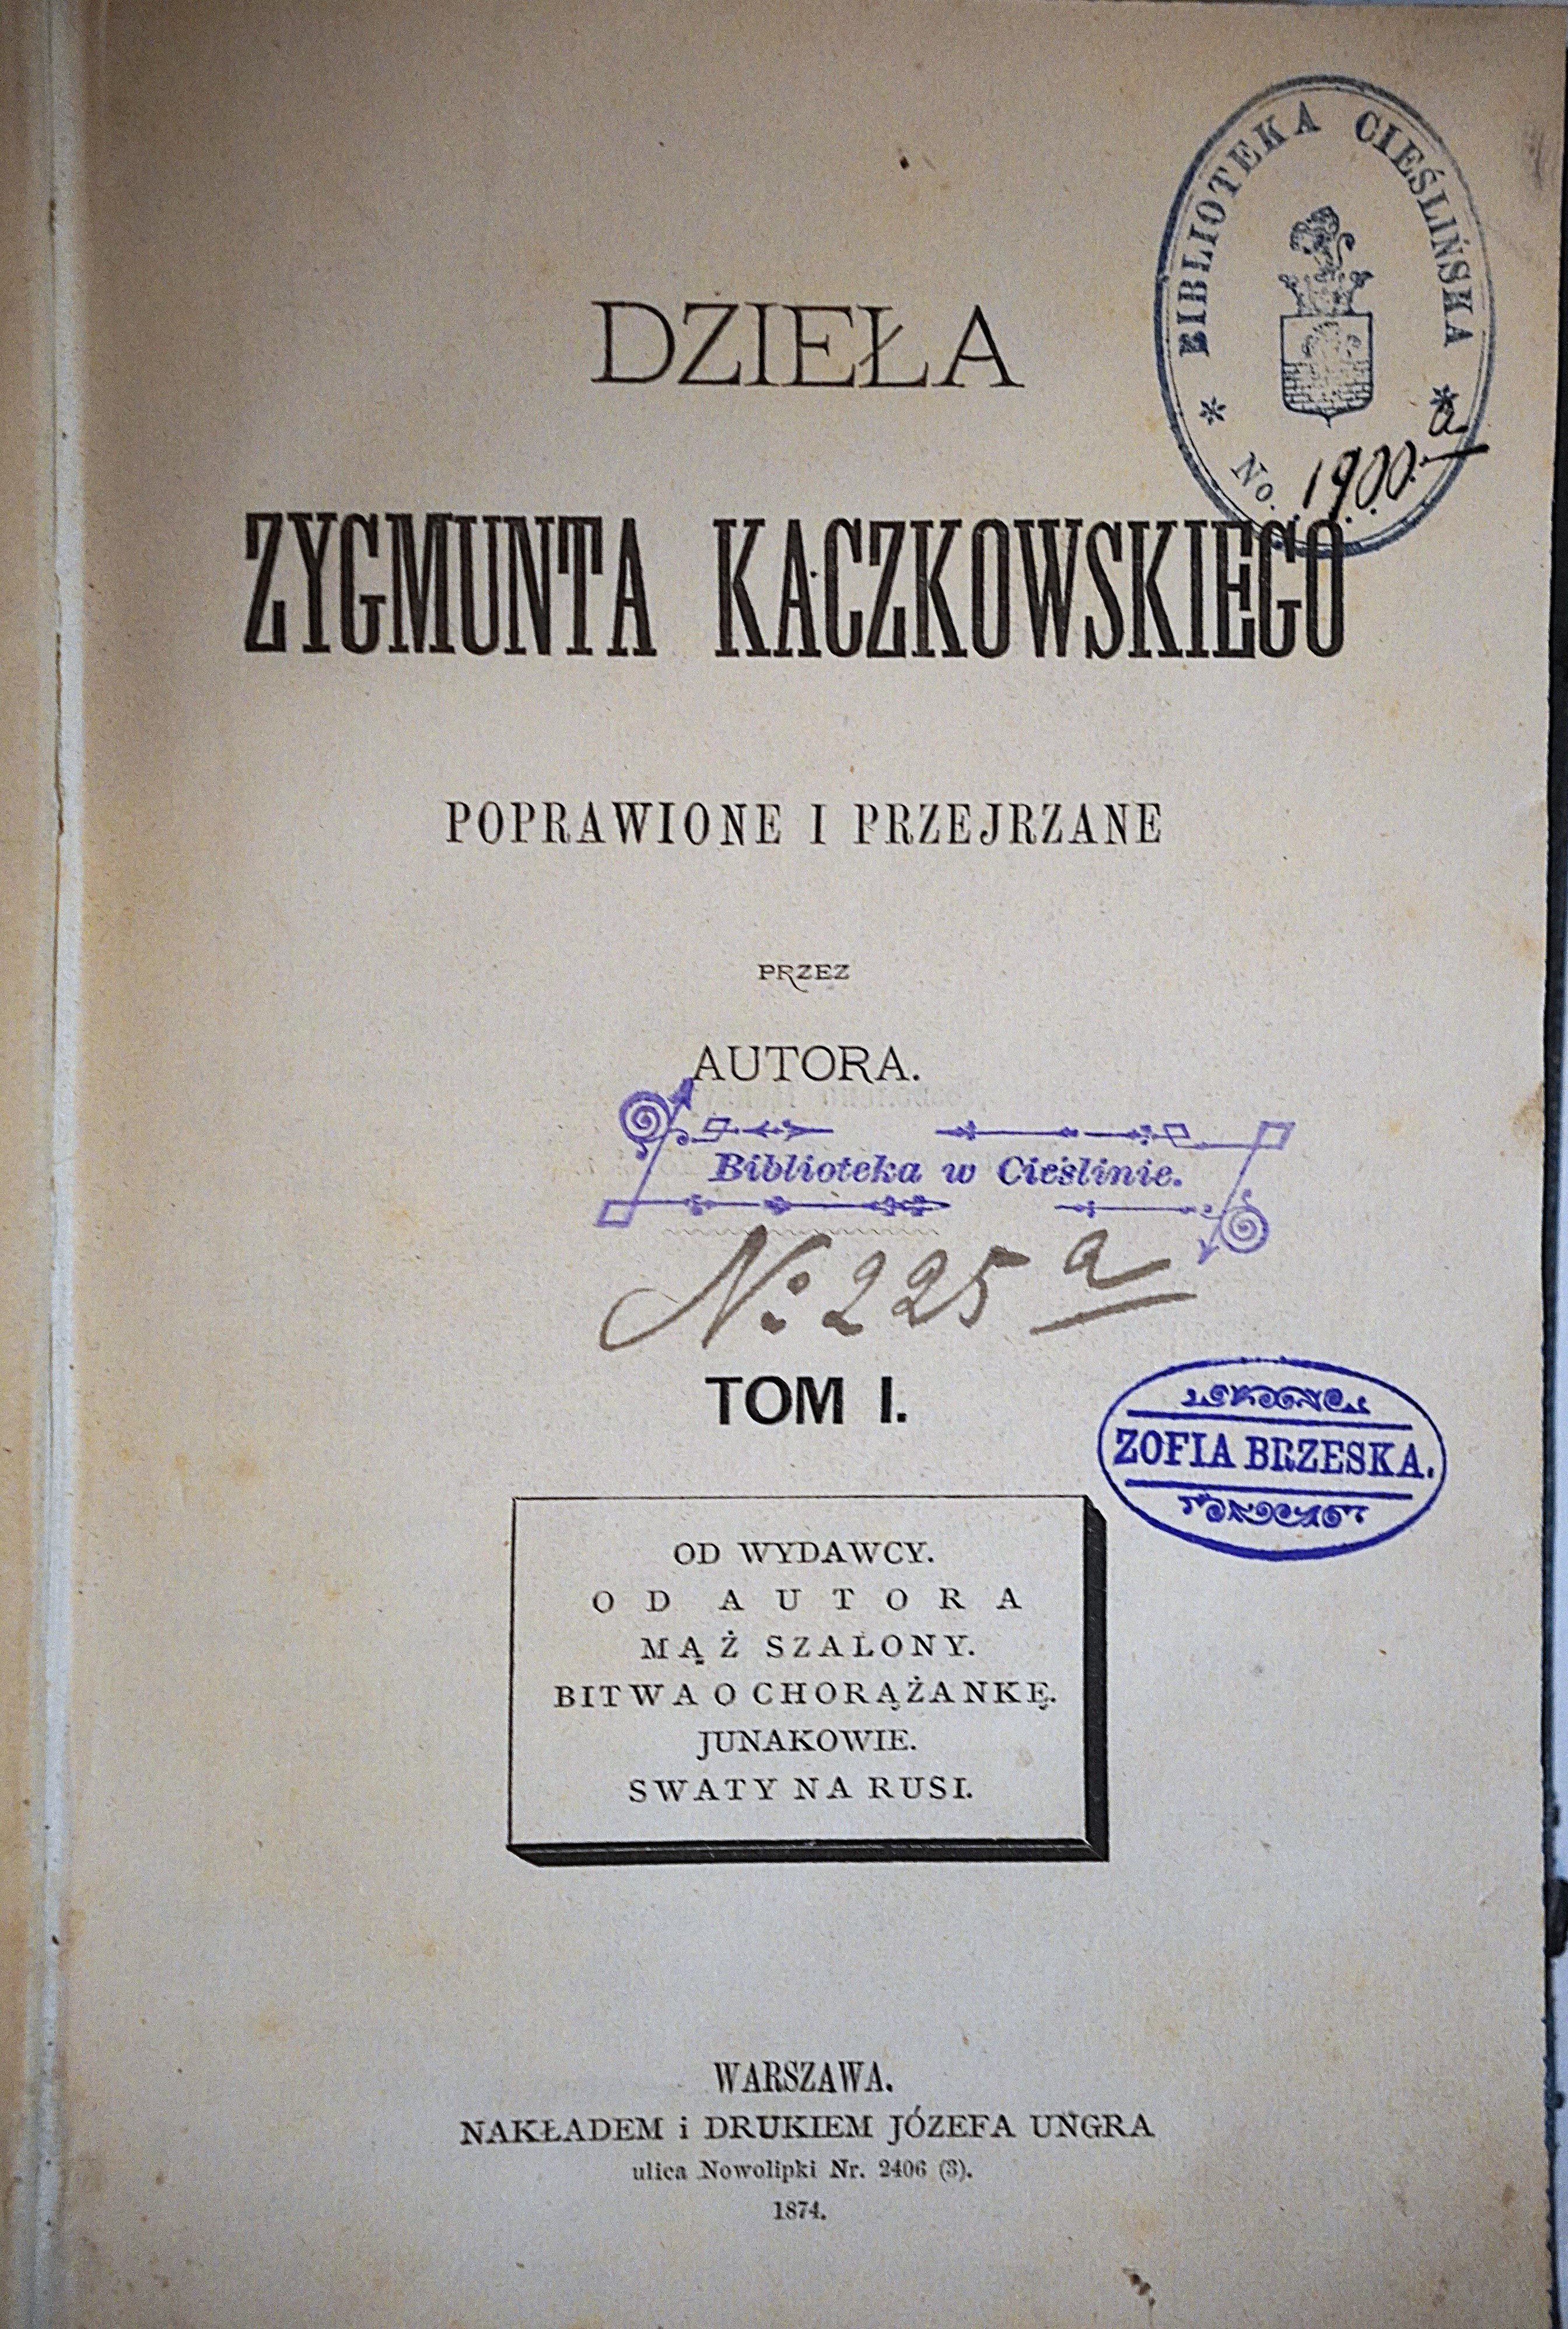 BIBLIOTEKA CIEŚLIŃSKA
No. 1900.a
DZIEŁA
ZYGMUNTA KACZKOWSKIEGO
POPRAWIONE I PRZEJRZANE
PRZEZ
AUTORA.
Biblioteka w Cieślinie.
No 225 a
TOM I.
ZOFIA BRZESKA.
OD WYDAWCY.
OD AUTORA
MĄŻ SZALONY.
BITWA O CHORĄŻANKĘ.
JUNAKOWIE.
SWATY NA RUSI.
WARSZAWA.
NAKŁADEM i DRUKIEM JÓZEFA UNGRA
ulica Nowolipki Nr. 2406 (3).
1874.